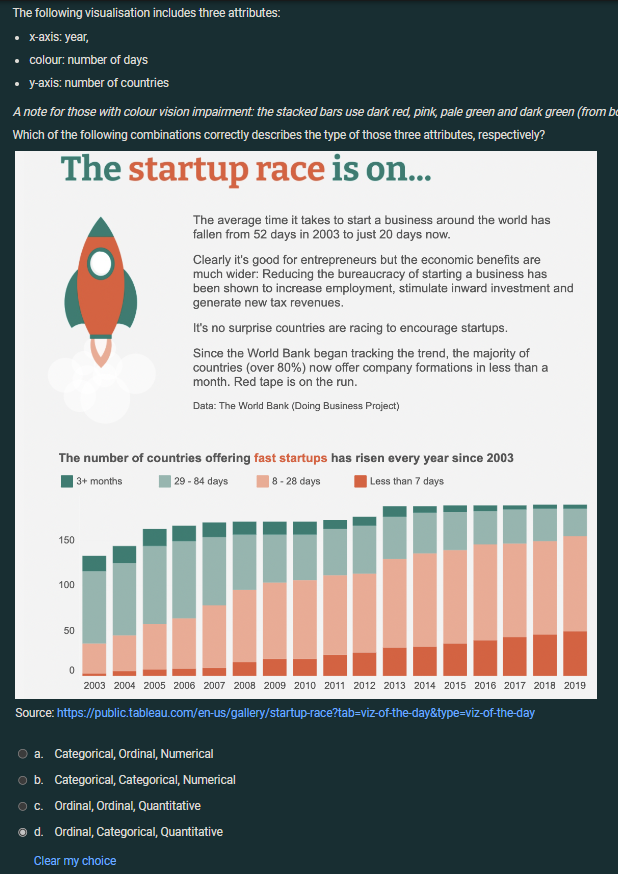 The following visualisation includes three attributes:
• x-axis: year,
• colour: number of days
• y-axis: number of countries
A note for those with colour vision impairment: the stacked bars use dark red, pink, pale green and dark green (from bo
Which of the following combinations correctly describes the type of those three attributes, respectively?
The startup race is on...
The average time it takes to start a business around the world has
fallen from 52 days in 2003 to just 20 days now.
Clearly it's good for entrepreneurs but the economic benefits are
much wider: Reducing the bureaucracy of starting a business has
been shown to increase employment, stimulate inward investment and
generate new tax revenues.
It's no surprise countries are racing to encourage startups.
Since the World Bank began tracking the trend, the majority of
countries (over 80%) now offer company formations in less than a
month. Red tape is on the run.
Data: The World Bank (Doing Business Project)
The number of countries offering fast startups has risen every year since 2003
3+ months 29 - 84 days 8 - 28 days Less than 7 days
150
100
50
0
2003 2004 2005 2006 2007 2008 2009 2010 2011 2012 2013 2014 2015 2016 2017 2018 2019
Source: https://public.tableau.com/en-us/gallery/startup-race?tab=viz-of-the-day&type=viz-of-the-day
a. Categorical, Ordinal, Numerical
b. Categorical, Categorical, Numerical
c. Ordinal, Ordinal, Quantitative
d. Ordinal, Categorical, Quantitative
Clear my choice